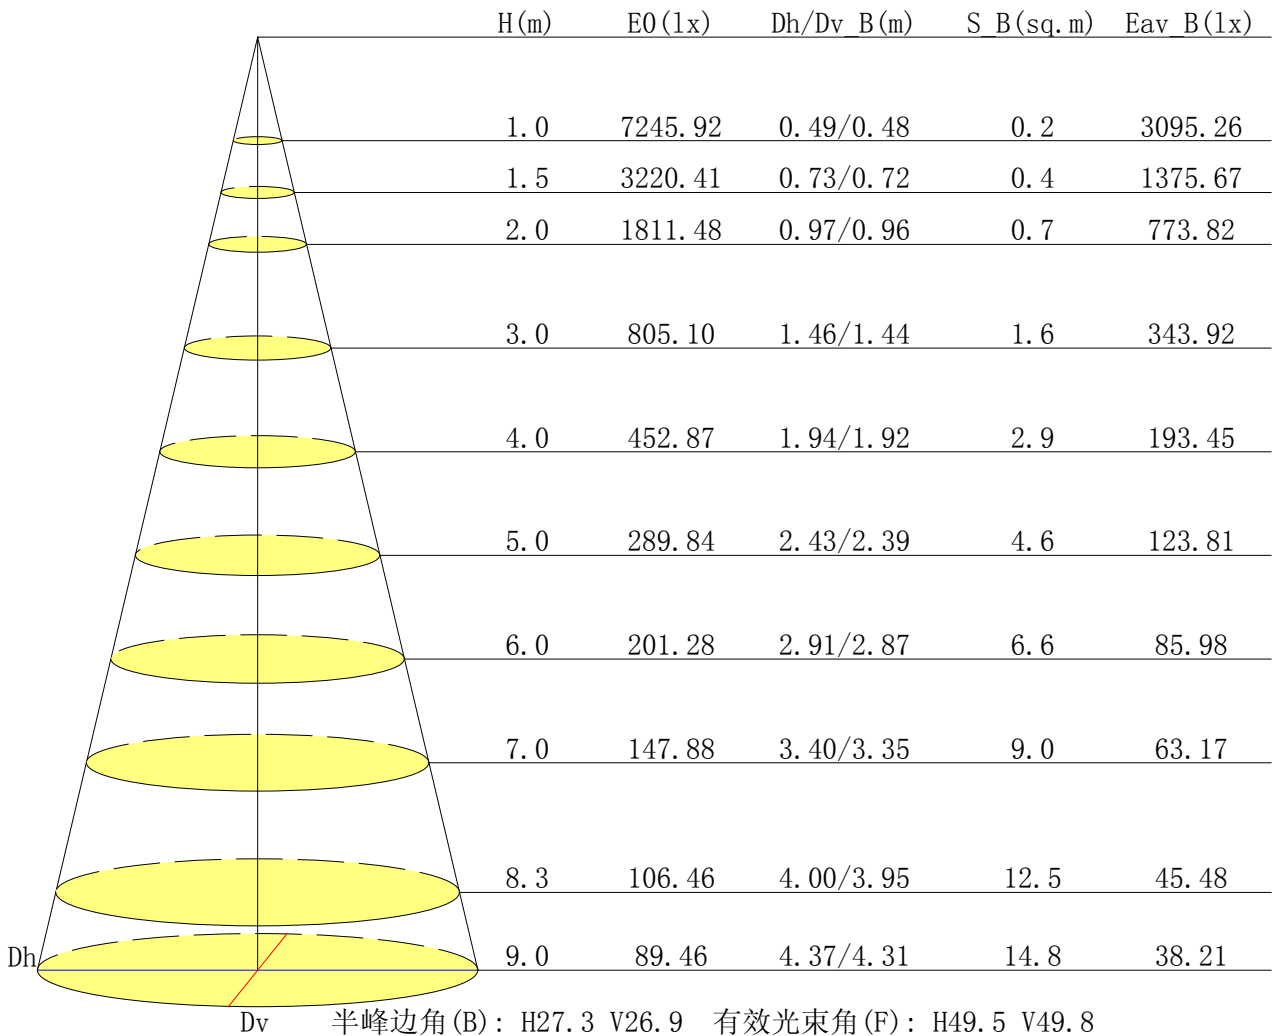 H(m) E0(lx) Dh/Dv_B(m) S_B(sq.m) Eav_B(lx)
1.0 7245.92 0.49/0.48 0.2 3095.26
1.5 3220.41 0.73/0.72 0.4 1375.67
2.0 1811.48 0.97/0.96 0.7 773.82
3.0 805.10 1.46/1.44 1.6 343.92
4.0 452.87 1.94/1.92 2.9 193.45
5.0 289.84 2.43/2.39 4.6 123.81
6.0 201.28 2.91/2.87 6.6 85.98
7.0 147.88 3.40/3.35 9.0 63.17
8.3 106.46 4.00/3.95 12.5 45.48
Dh 9.0 89.46 4.37/4.31 14.8 38.21
Dv 半峰边角(B): H27.3 V26.9 有效光束角(F): H49.5 V49.8